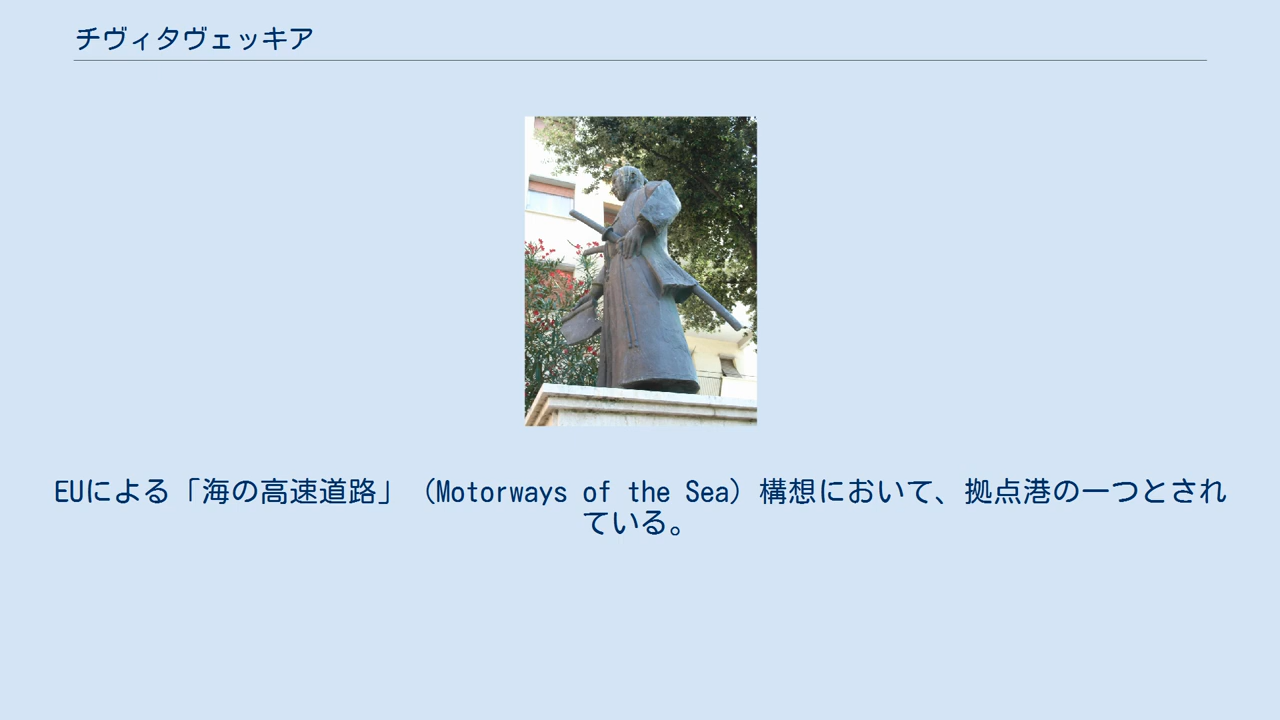 チヴィタヴェッキア
EUによる「海の高速道路」（Motorways of the Sea）構想において、拠点港の一つとされ
ている。